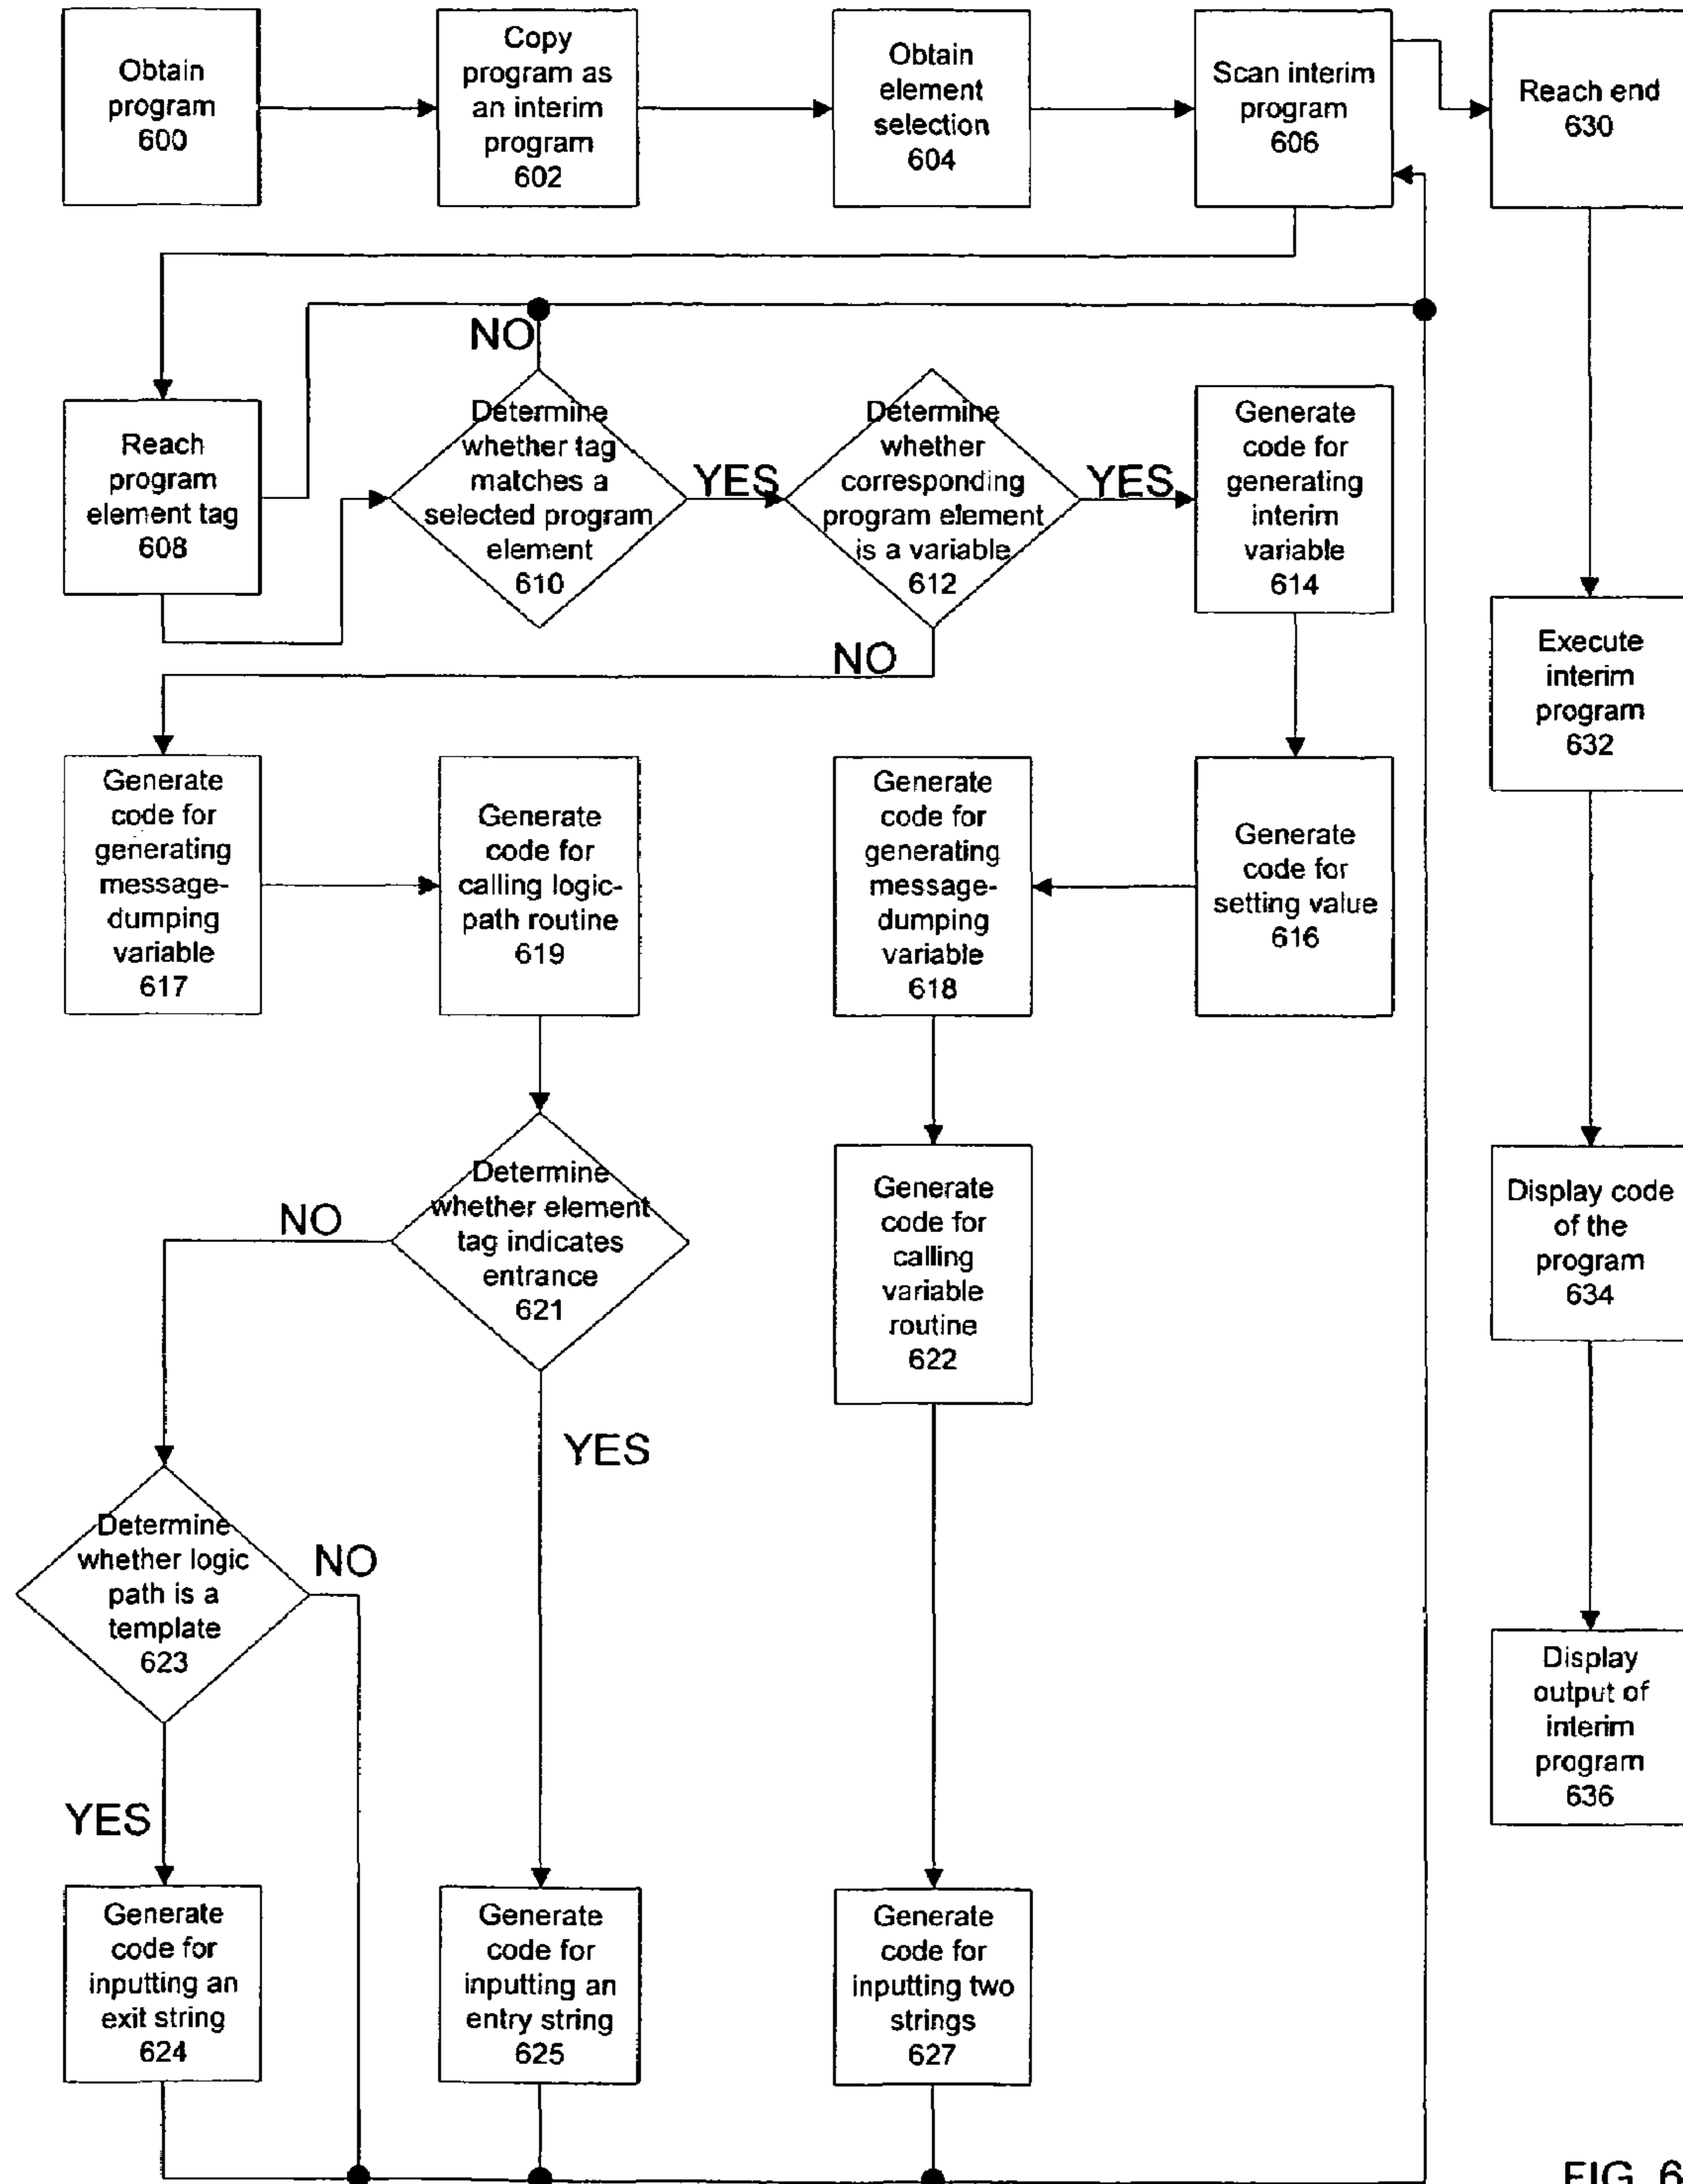 Obtain
program
600
Copy
program as
an interim
program
602
Obtain
element
selection
604
Scan interim
program
606
Reach end
630
NO
Reach
program
element tag
608
Determine
whether tag
matches a
selected program
element
610
YES
Determine
whether
corresponding
program element
is a variable
612
YES
Generate
code for
generating
interim
variable
614
NO
Execute
interim
program
632
Generate
code for
generating
message-
dumping
variable
617
Generate
code for
calling logic-
path routine
619
Generate
code for
generating
message-
dumping
variable
618
Generate
code for
setting value
616
Determine
whether element
tag indicates
entrance
621
NO
YES
Generate
code for
calling
variable
routine
622
Display code
of the
program
634
Determine
whether logic
path is a
template
623
NO
YES
Display
output of
interim
program
636
Generate
code for
inputting an
exit string
624
Generate
code for
inputting an
entry string
625
Generate
code for
inputting two
strings
627
FIG. 6